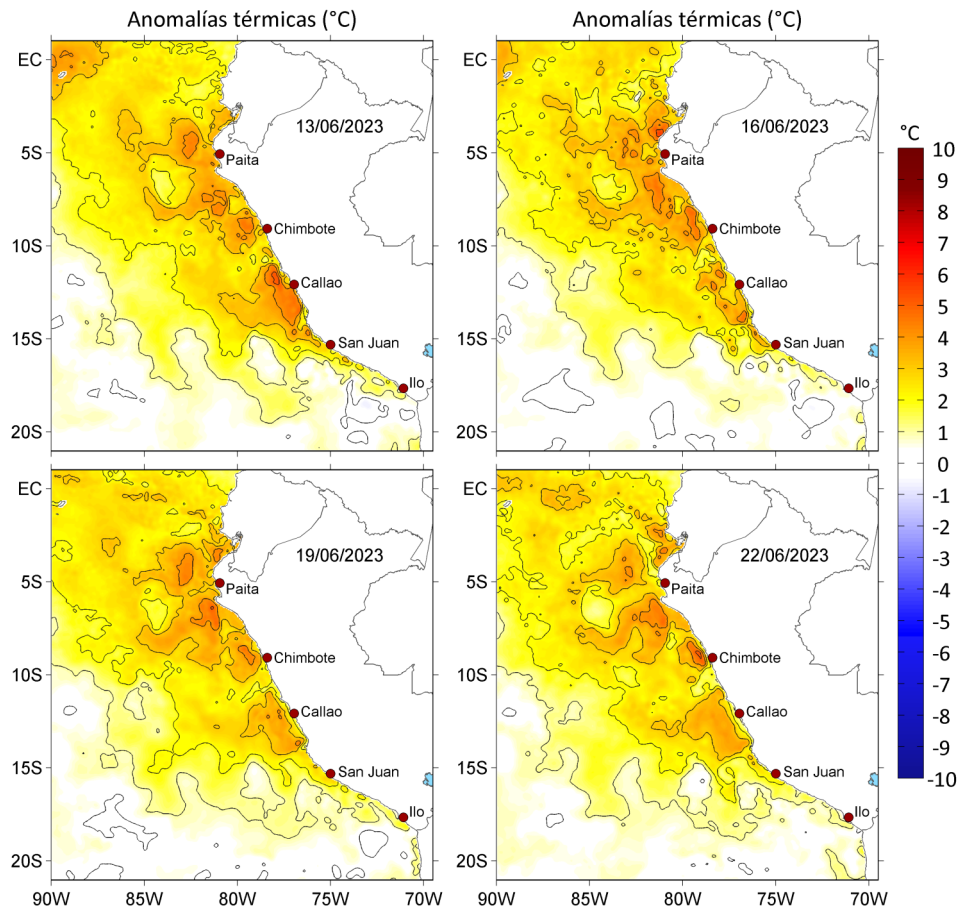 Anomalías térmicas (°C)
Anomalías térmicas (°C)
EC
13/06/2023
5S
Paita
Chimbote
10S
Callao
15S
San Juan
Ilo
20S
EC
16/06/2023
5S
Paita
Chimbote
10S
Callao
15S
San Juan
Ilo
20S
°C
10
9
8
7
6
5
4
3
2
1
0
-1
-2
-3
-4
-5
-6
-7
-8
-9
-10
EC
19/06/2023
5S
Paita
Chimbote
10S
Callao
15S
San Juan
Ilo
20S
90W 85W 80W 75W 70W
EC
22/06/2023
5S
Paita
Chimbote
10S
Callao
15S
San Juan
Ilo
20S
90W 85W 80W 75W 70W